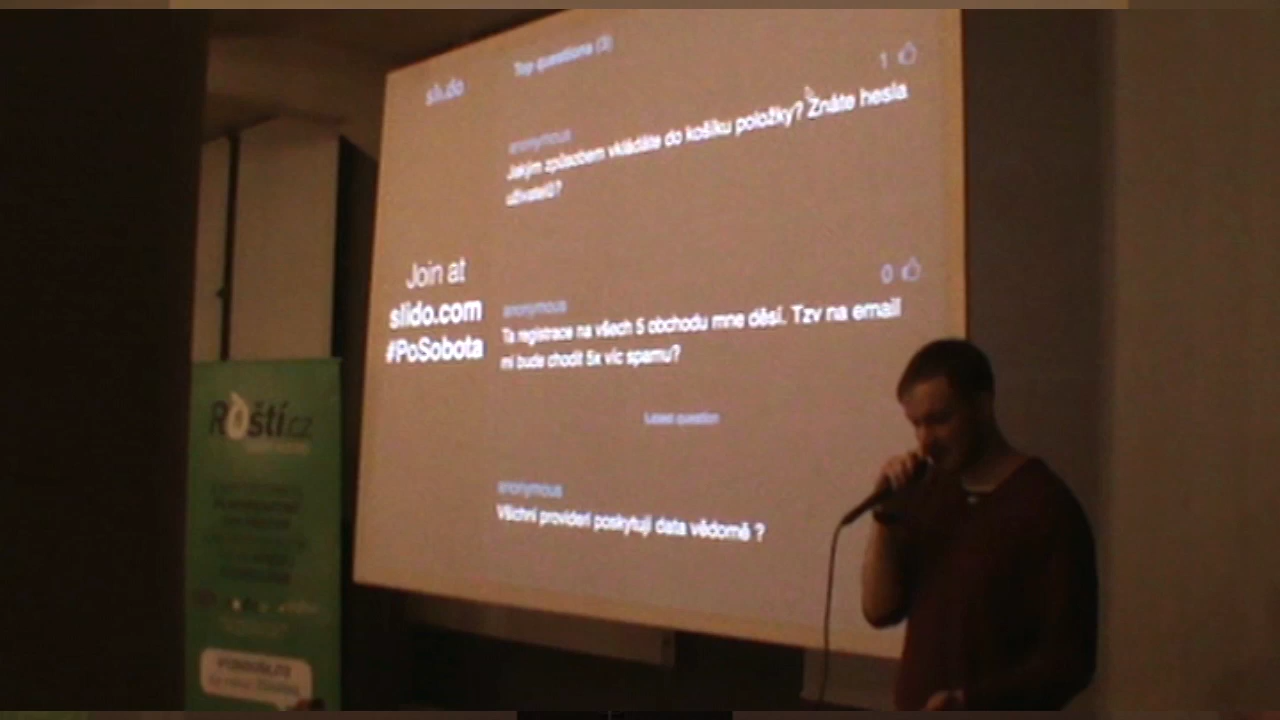 sli.do
Top questions (3)
1
anonymous
Jakým způsobem vkládáte do košíku položky? Znáte hesla
uživatelů?
Join at
slido.com
#PoSobota
0
anonymous
Ta registrace na všech 5 obchodu mne děsí. Tzv na email
mi bude chodit 5x víc spamu?
Latest question
anonymous
Všichni provideri poskytují data vědomě ?
Roští.cz